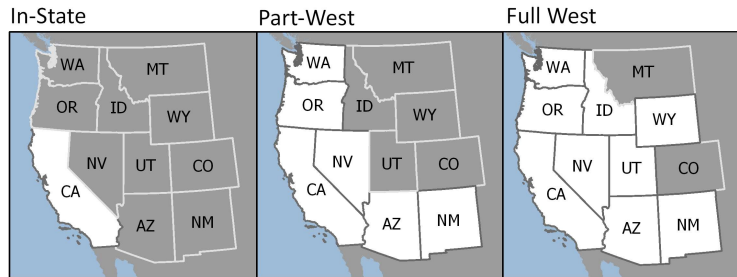 In-State
WA
MT
OR
ID
WY
NV
UT
CO
CA
AZ
NM
Part-West
WA
MT
OR
ID
WY
NV
UT
CO
CA
AZ
NM
Full West
WA
MT
OR
ID
WY
NV
UT
CO
CA
AZ
NM